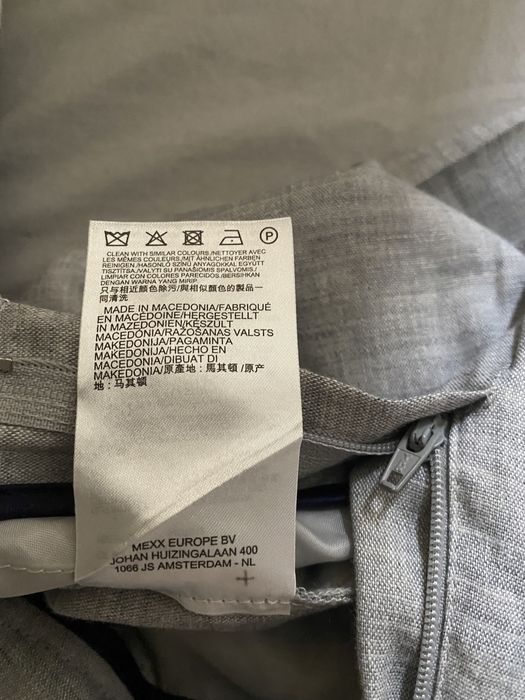 P
CLEAN WITH SIMILAR COLOURS/NETTOYER AVEC
LES MÊMES COULEURS/MIT ÄHNLICHEN FARBEN
REINIGEN/HASONLÓ SZÍNŰ ANYAGOKKAL EGYÜTT
TISZTÍTSA/VALYTI SU PANAŠIOMIS SPALVOMIS/
LIMPIAR CON COLORES PARECIDOS/BERSIHKAN
DENGAN WARNA YANG MIRIP
只与相近颜色除污/與相似顏色的製品一
同清洗
MADE IN MACEDONIA/FABRIQUÉ
EN MACEDOINE/HERGESTELLT
IN MAZEDONIEN/KÉSZÜLT
MACEDONIA/RAŽOŠANAS VALSTS
MAKEDONIJA/PAGAMINTA
MAKEDONIJA/HECHO EN
MACEDONIA/DIBUAT DI
MAKEDONIA/原產地:馬其頓/原产
地:马其顿
MEXX EUROPE BV
JOHAN HUIZINGALAAN 400
1066 JS AMSTERDAM - NL